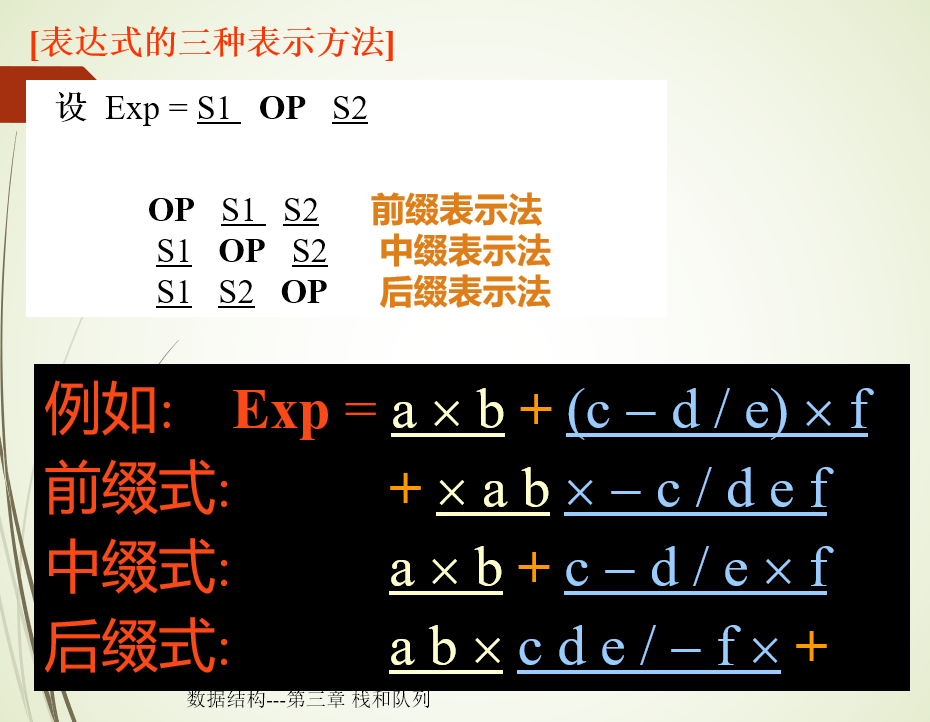 [表达式的三种表示方法]
设 Exp = S1 OP S2
OP S1 S2 前缀表示法
S1 OP S2 中缀表示法
S1 S2 OP 后缀表示法
例如: Exp = a × b + (c – d / e) × f
前缀式: + × a b × – c / d e f
中缀式: a × b + c – d / e × f
后缀式: a b × c d e / – f × +
数据结构---第三章 栈和队列